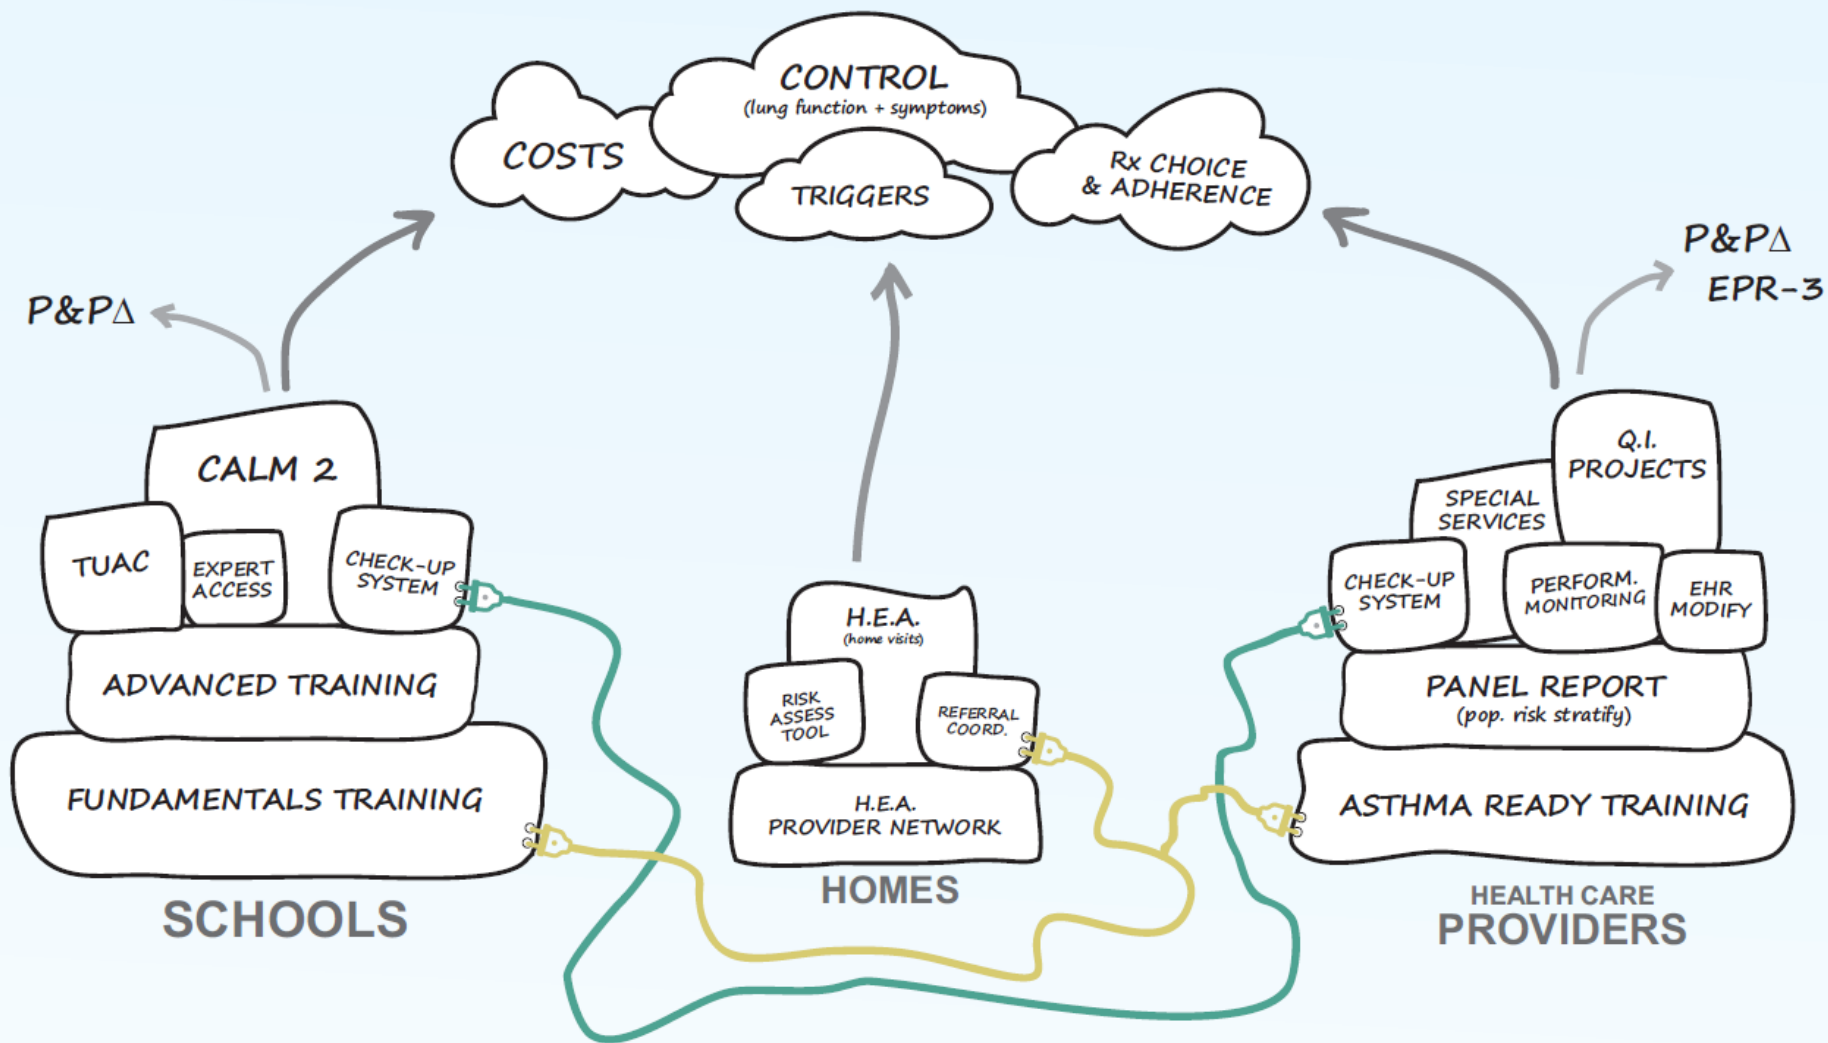 CONTROL
(lung function + symptoms)
COSTS
TRIGGERS
Rx CHOICE
& ADHERENCE
P&PΔ
P&PΔ
EPR-3
CALM 2
TUAC
EXPERT
ACCESS
CHECK-UP
SYSTEM
ADVANCED TRAINING
FUNDAMENTALS TRAINING
SCHOOLS
H.E.A.
(home visits)
RISK
ASSESS
TOOL
REFERRAL
COORD.
H.E.A.
PROVIDER NETWORK
HOMES
Q.I.
PROJECTS
SPECIAL
SERVICES
CHECK-UP
SYSTEM
PERFORM.
MONITORING
EHR
MODIFY
PANEL REPORT
(pop. risk stratify)
ASTHMA READY TRAINING
HEALTH CARE
PROVIDERS